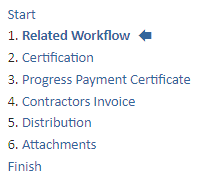 Start
1. Related Workflow
2. Certification
3. Progress Payment Certificate
4. Contractors Invoice
5. Distribution
6. Attachments
Finish